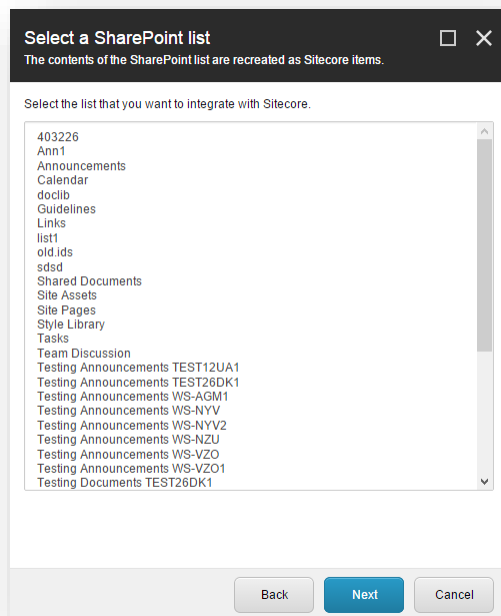 Select a SharePoint list
The contents of the SharePoint list are recreated as Sitecore items.
Select the list that you want to integrate with Sitecore.
403226
Ann1
Announcements
Calendar
doclib
Guidelines
Links
list1
old.ids
sdsd
Shared Documents
Site Assets
Site Pages
Style Library
Tasks
Team Discussion
Testing Announcements TEST12UA1
Testing Announcements TEST26DK1
Testing Announcements WS-AGM1
Testing Announcements WS-NYV
Testing Announcements WS-NYV2
Testing Announcements WS-NZU
Testing Announcements WS-VZO
Testing Announcements WS-VZO1
Testing Documents TEST26DK1
Back Next Cancel